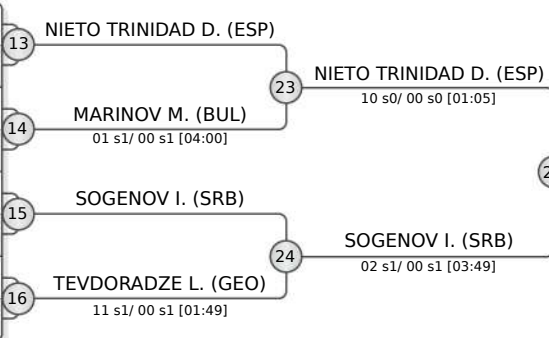 NIETO TRINIDAD D. (ESP)
13
23
NIETO TRINIDAD D. (ESP)
10 s0/ 00 s0 [01:05]
MARINOV M. (BUL)
14
01 s1/ 00 s1 [04:00]
SOGENOV I. (SRB)
15
24
SOGENOV I. (SRB)
02 s1/ 00 s1 [03:49]
TEVDORADZE L. (GEO)
16
11 s1/ 00 s1 [01:49]